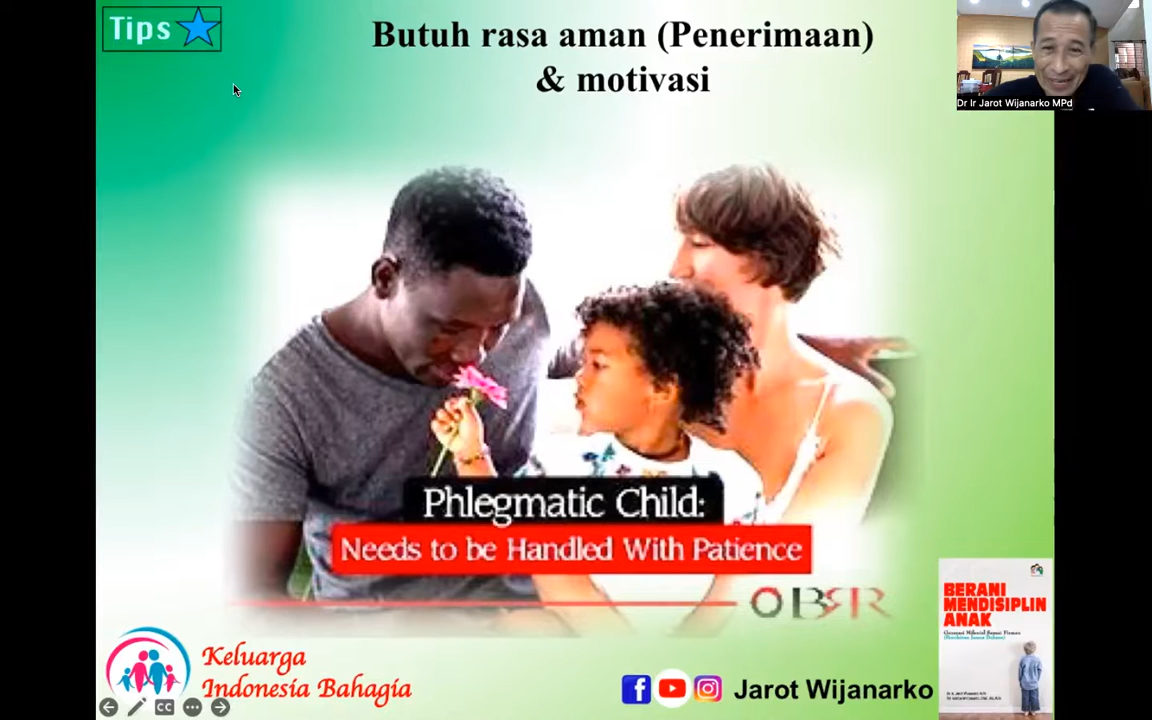 Tips
Butuh rasa aman (Penerimaan)
& motivasi
Dr Ir Jarot Wijanarko MPd
Phlegmatic Child:
Needs to be Handled With Patience
Keluarga
Indonesia Bahagia
Jarot Wijanarko
BERANI
MENDISIPLIN
ANAK
CC